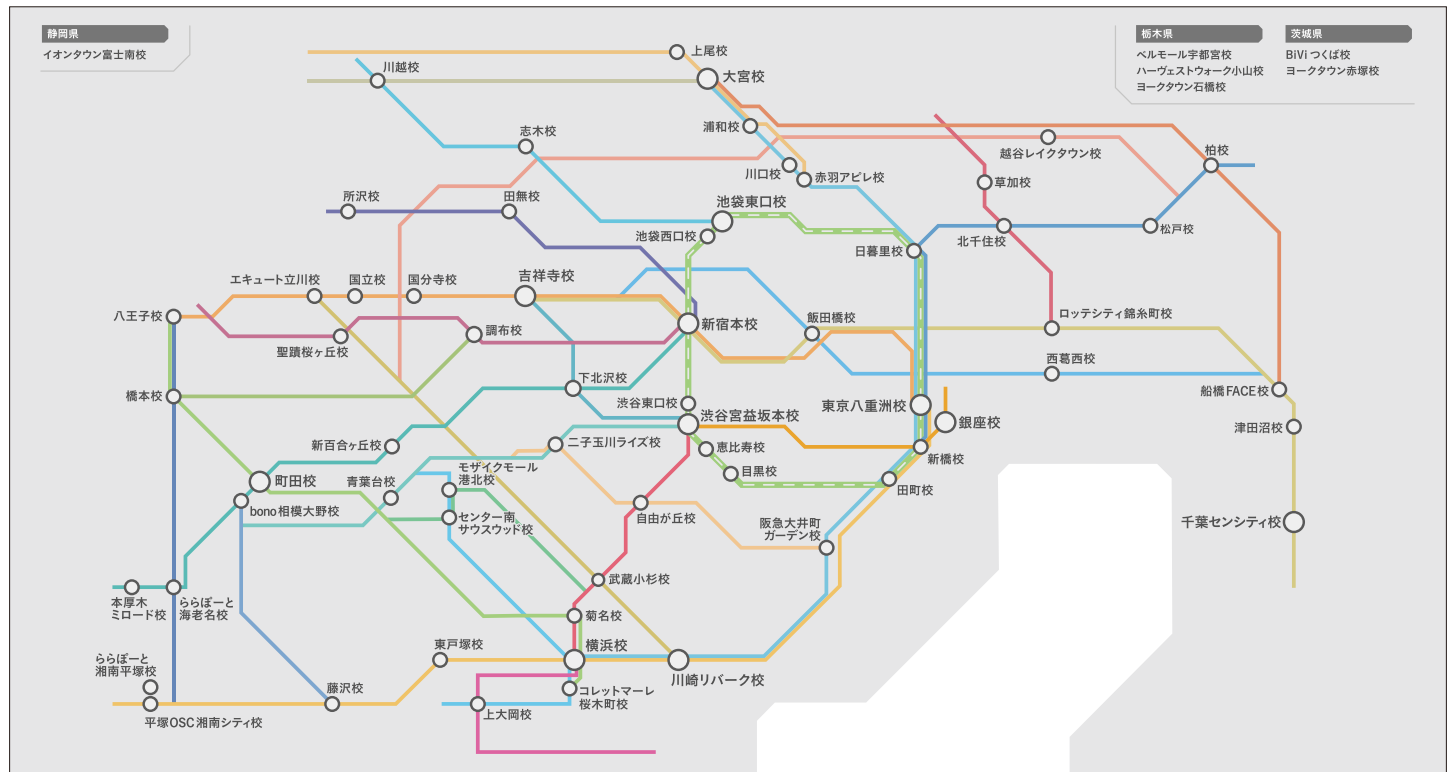 静岡県
イオンタウン富士南校
栃木県
ベルモール宇都宮校
ハーヴェストウォーク小山校
ヨークタウン石橋校
茨城県
BiVi つくば校
ヨークタウン赤塚校
上尾校
川越校
大宮校
浦和校
志木校
越谷レイクタウン校
柏校
川口校
赤羽アビレ校
草加校
所沢校
田無校
池袋東口校
池袋西口校
日暮里校
北千住校
松戸校
エキュート立川校
国立校
国分寺校
吉祥寺校
八王子校
新宿本校
飯田橋校
ロッテシティ錦糸町校
聖蹟桜ヶ丘校
調布校
西葛西校
下北沢校
橋本校
渋谷東口校
東京八重洲校
船橋FACE校
渋谷宮益坂本校
銀座校
津田沼校
新百合ヶ丘校
二子玉川ライズ校
恵比寿校
新橋校
目黒校
町田校
青葉台校
モザイクモール
港北校
田町校
bono相模大野校
センター南
サウスウッド校
自由が丘校
阪急大井町
ガーデン校
千葉センシティ校
武蔵小杉校
本厚木
ミロード校
ららぽーと
海老名校
菊名校
東戸塚校
横浜校
ららぽーと
湘南平塚校
川崎リバーク校
藤沢校
コレットマーレ
桜木町校
上大岡校
平塚OSC湘南シティ校